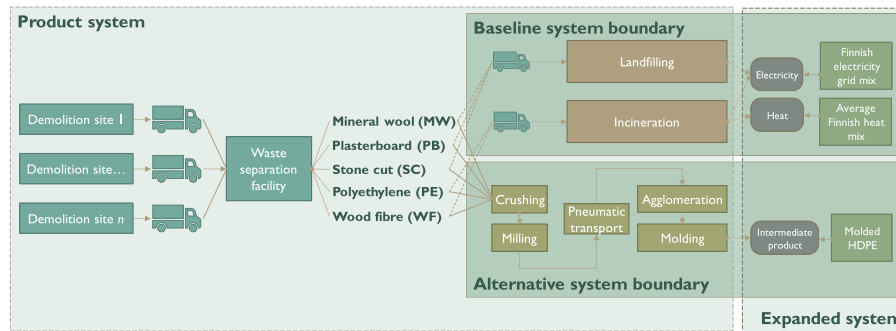 Product system
Baseline system boundary
Landfilling
Incineration
Electricity
Heat
Finnish
electricity
grid mix
Average
Finnish heat
mix
Demolition site 1
Demolition site...
Demolition site n
Waste
separation
facility
Mineral wool (MW)
Plasterboard (PB)
Stone cut (SC)
Polyethylene (PE)
Wood fibre (WF)
Crushing
Milling
Pneumatic
transport
Agglomeration
Molding
Intermediate
product
Molded
HDPE
Alternative system boundary
Expanded system